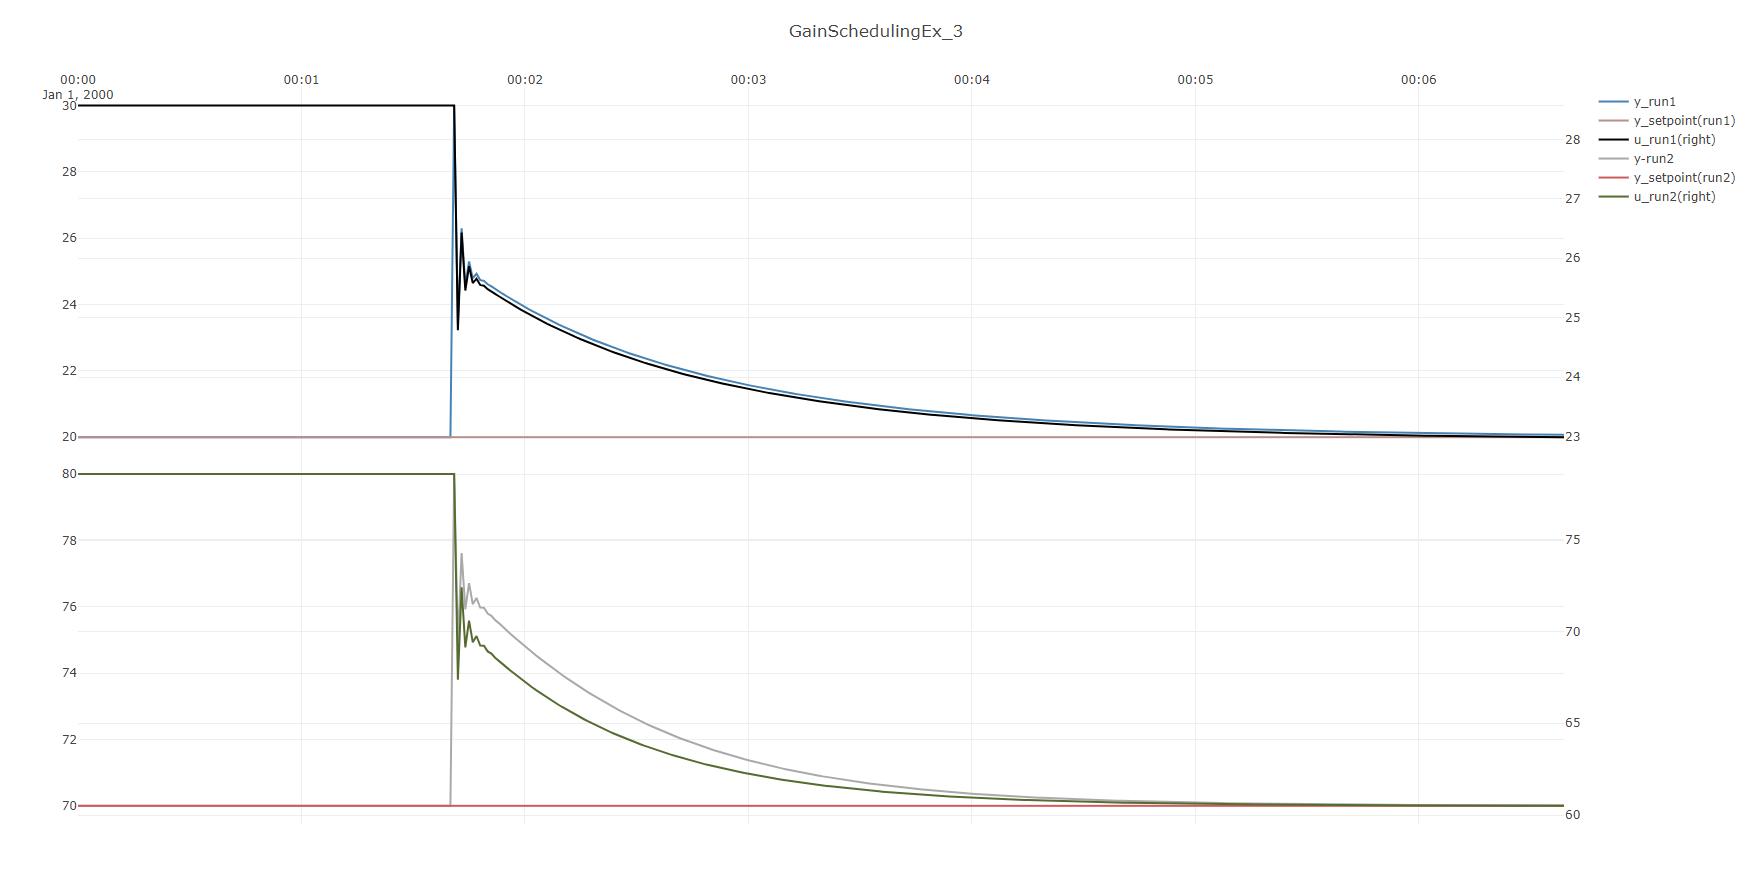 GainSchedulingEx_3
00:00 00:01 00:02 00:03 00:04 00:05 00:06
Jan 1, 2000
30
28
26
24
22
20
28
27
26
25
24
23
80
78
76
74
72
70
75
70
65
60
y_run1
y_setpoint(run1)
u_run1(right)
y-run2
y_setpoint(run2)
u_run2(right)